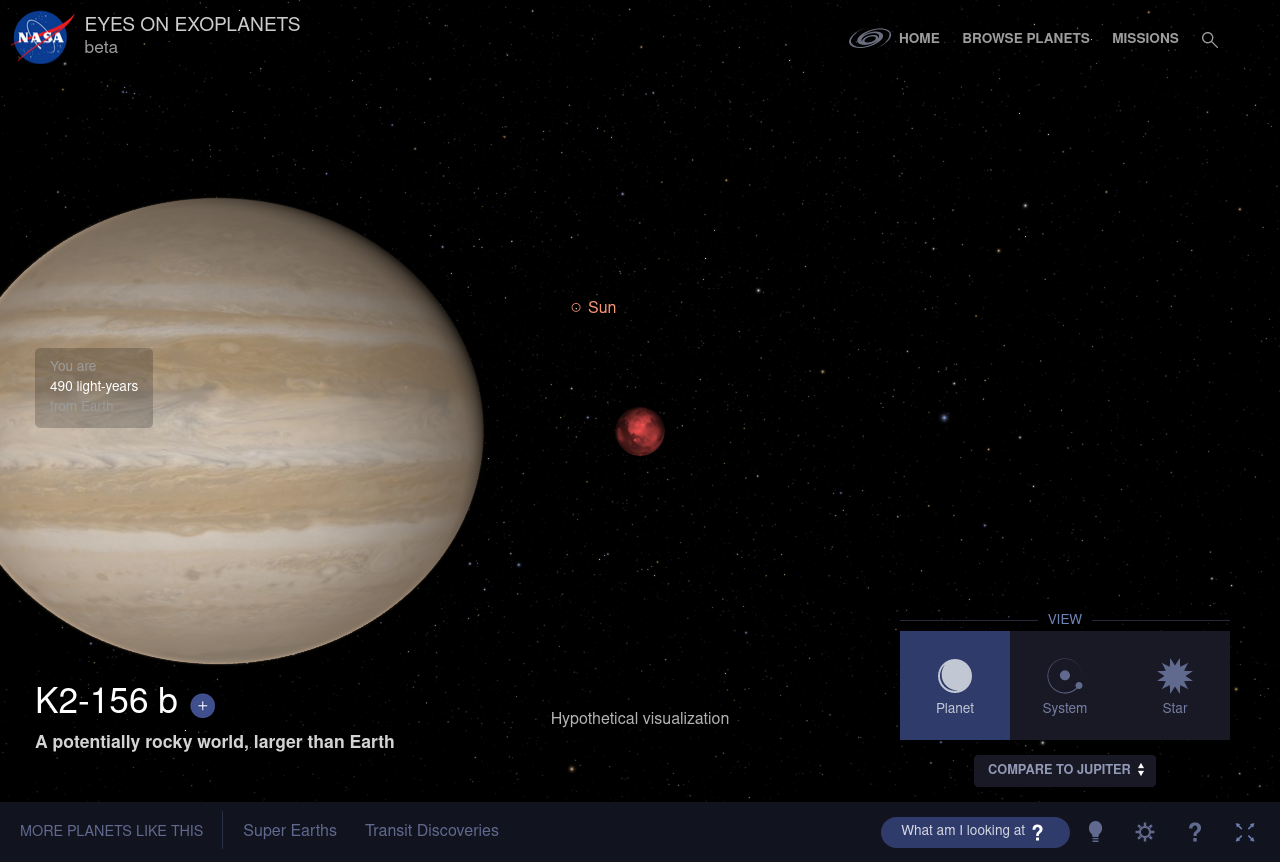 NASA
EYES ON EXOPLANETS
beta
HOME
BROWSE PLANETS
MISSIONS
Sun
You are
490 light-years
from Earth
K2-156 b +
A potentially rocky world, larger than Earth
Hypothetical visualization
VIEW
Planet
System
Star
COMPARE TO JUPITER
MORE PLANETS LIKE THIS
Super Earths
Transit Discoveries
What am I looking at ?
?